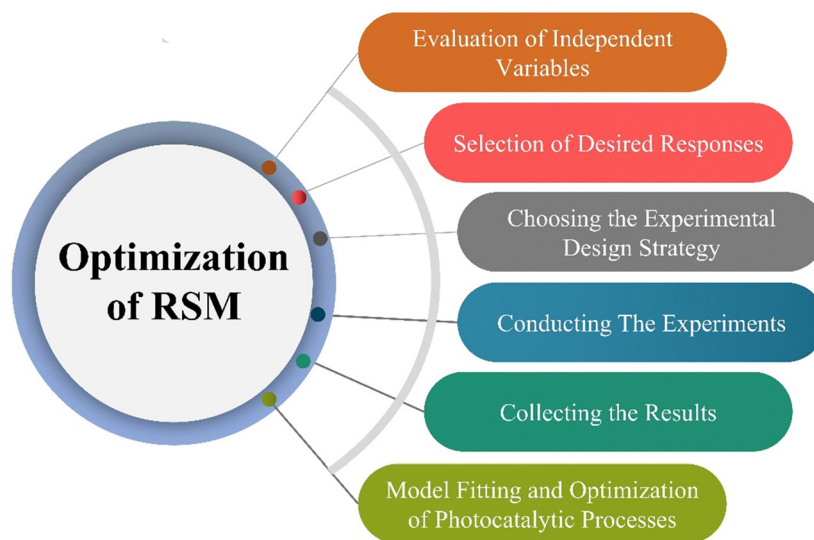 Optimization
of RSM
Evaluation of Independent
Variables
Selection of Desired Responses
Choosing the Experimental
Design Strategy
Conducting The Experiments
Collecting the Results
Model Fitting and Optimization
of Photocatalytic Processes